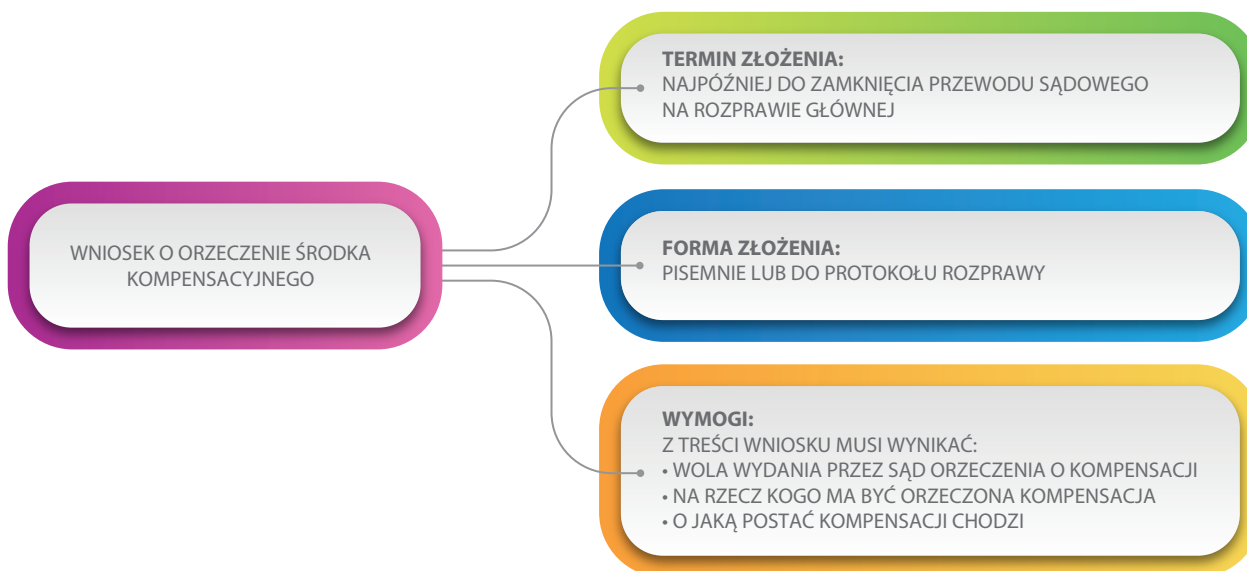 WNIOSEK O ORZECZENIE ŚRODKA
KOMPENSACYJNEGO
TERMIN ZŁOŻENIA:
NAJPÓŹNIEJ DO ZAMKNIĘCIA PRZEWODU SĄDOWEGO
NA ROZPRAWIE GŁÓWNEJ
FORMA ZŁOŻENIA:
PISEMNIE LUB DO PROTOKOŁU ROZPRAWY
WYMOGI:
Z TREŚCI WNIOSKU MUSI WYNIKAĆ:
• WOLA WYDANIA PRZEZ SĄD ORZECZENIA O KOMPENSACJI
• NA RZECZ KOGO MA BYĆ ORZECZONA KOMPENSACJA
• O JAKĄ POSTAĆ KOMPENSACJI CHODZI